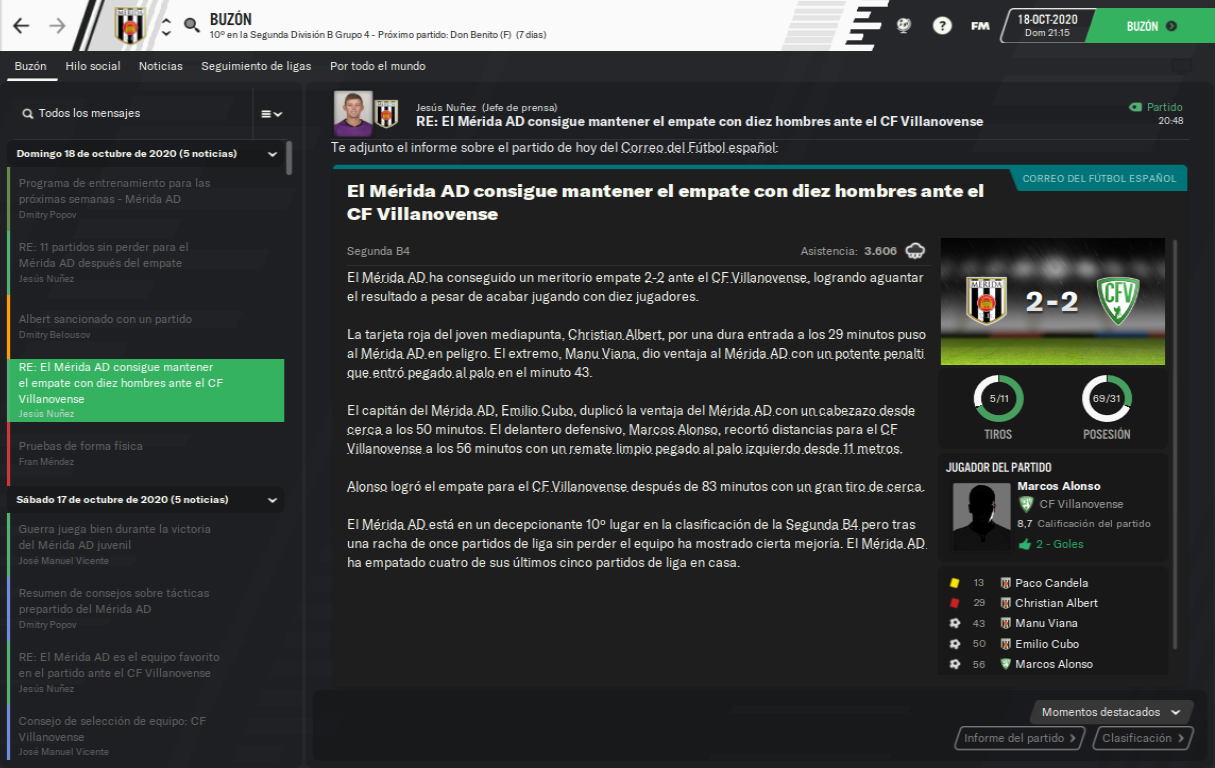 BUZÓN
10º en la Segunda División B Grupo 4 - Próximo partido: Don Benito (F) (7 días)
FM
18-OCT-2020
Dom 21:15
BUZÓN
Buzón
Hilo social
Noticias
Seguimiento de ligas
Por todo el mundo
Todos los mensajes
Domingo 18 de octubre de 2020 (5 noticias)
Programa de entrenamiento para las
próximas semanas - Mérida AD
Dmitry Popov
RE: 11 partidos sin perder para el
Mérida AD después del empate
Jesús Nuñez
Albert sancionado con un partido
Dmitry Belousov
RE: El Mérida AD consigue mantener
el empate con diez hombres ante el CF
Villanovense
Jesús Nuñez
Pruebas de forma física
Fran Méndez
Sábado 17 de octubre de 2020 (5 noticias)
Guerra juega bien durante la victoria
del Mérida AD juvenil
José Manuel Vicente
Resumen de consejos sobre tácticas
prepartido del Mérida AD
Dmitry Popov
RE: El Mérida AD es el equipo favorito
en el partido ante el CF Villanovense
Jesús Nuñez
Consejo de selección de equipo: CF
Villanovense
José Manuel Vicente
Jesús Nuñez (Jefe de prensa)
RE: El Mérida AD consigue mantener el empate con diez hombres ante el CF Villanovense
Partido
20:48
Te adjunto el informe sobre el partido de hoy del Correo del Fútbol español:
CORREO DEL FÚTBOL ESPAÑOL
El Mérida AD consigue mantener el empate con diez hombres ante el
CF Villanovense
Segunda B4
Asistencia: 3.606
El Mérida AD ha conseguido un meritorio empate 2-2 ante el CF Villanovense, logrando aguantar
el resultado a pesar de acabar jugando con diez jugadores.
La tarjeta roja del joven mediapunta, Christian Albert, por una dura entrada a los 29 minutos puso
al Mérida AD en peligro. El extremo, Manu Viana, dio ventaja al Mérida AD con un potente penalti
que entró pegado al palo en el minuto 43.
El capitán del Mérida AD, Emilio Cubo, duplicó la ventaja del Mérida AD con un cabezazo desde
cerca a los 50 minutos. El delantero defensivo, Marcos Alonso, recortó distancias para el CF
Villanovense a los 56 minutos con un remate limpio pegado al palo izquierdo desde 11 metros.
Alonso logró el empate para el CF Villanovense después de 83 minutos con un gran tiro de cerca.
El Mérida AD está en un decepcionante 10º lugar en la clasificación de la Segunda B4 pero tras
una racha de once partidos de liga sin perder el equipo ha mostrado cierta mejoría. El Mérida AD
ha empatado cuatro de sus últimos cinco partidos de liga en casa.
MÉRIDA
2-2
CFV
5/11
TIROS
69/31
POSESIÓN
JUGADOR DEL PARTIDO
Marcos Alonso
CF Villanovense
8,7 Calificación del partido
2 - Goles
13 Paco Candela
29 Christian Albert
43 Manu Viana
50 Emilio Cubo
56 Marcos Alonso
Momentos destacados
Informe del partido
Clasificación